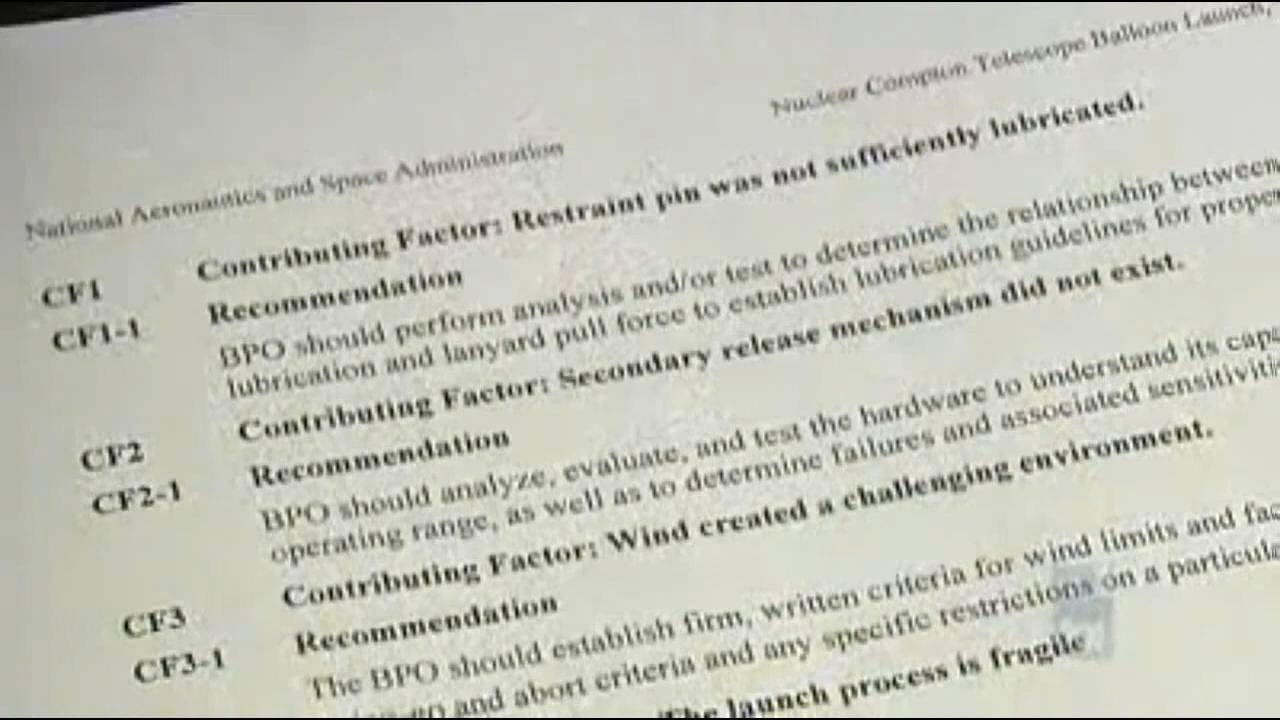 Nuclear Compton Telescope Balloon Launch,
National Aeronautics and Space Administration
CF1 Contributing Factor: Restraint pin was not sufficiently lubricated.
CF1-1 Recommendation
BPO should perform analysis and/or test to determine the relationship between
lubrication and lanyard pull force to establish lubrication guidelines for proper
CF2 Contributing Factor: Secondary release mechanism did not exist.
CF2-1 Recommendation
BPO should analyze, evaluate, and test the hardware to understand its
operating range, as well as to determine failures and associated
CF3 Contributing Factor: Wind created a challenging environment.
CF3-1 Recommendation
The BPO should establish firm, written criteria for wind limits and
and abort criteria and any specific restrictions on a
The launch process is fragile